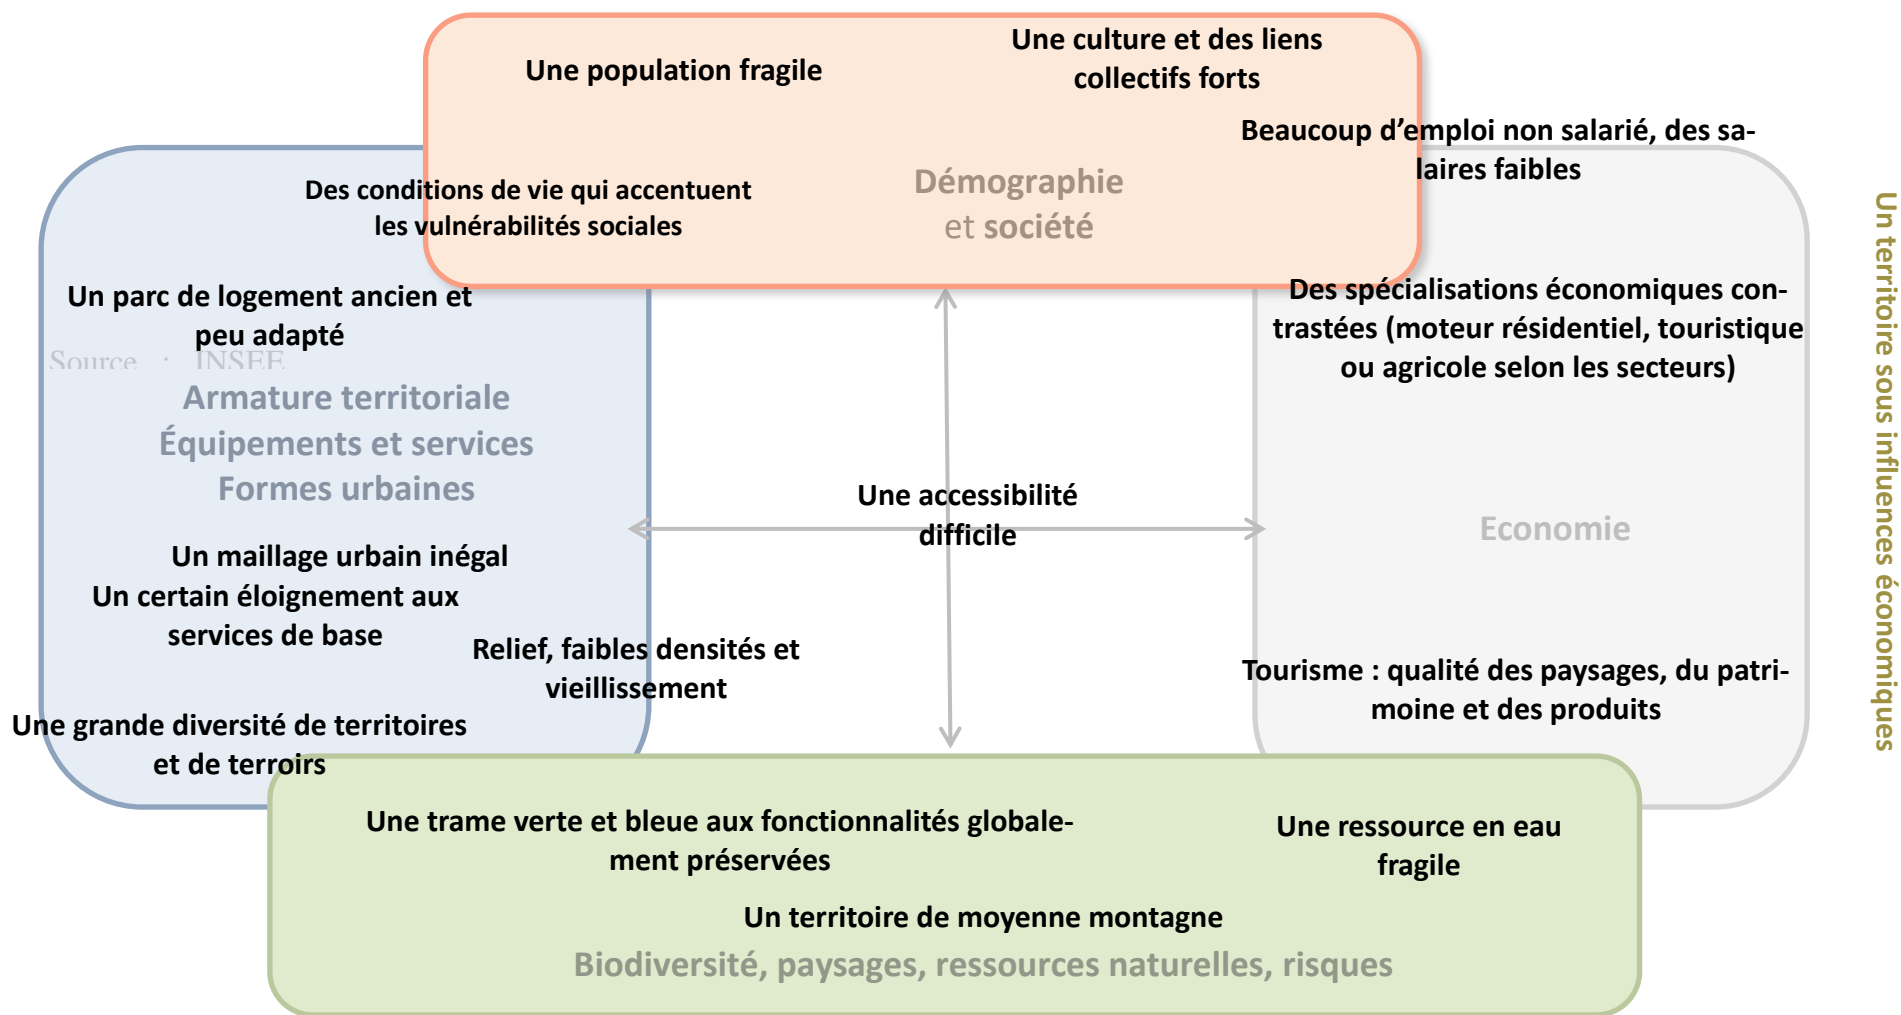 Une population fragile
Une culture et des liens
collectifs forts
Beaucoup d’emploi non salarié, des sa-
laires faibles
Des conditions de vie qui accentuent
les vulnérabilités sociales
Démographie
et société
Un parc de logement ancien et
peu adapté
Source : INSEE
Des spécialisations économiques con-
trastées (moteur résidentiel, touristique
ou agricole selon les secteurs)
Armature territoriale
Équipements et services
Formes urbaines
Une accessibilité
difficile
Economie
Un maillage urbain inégal
Un certain éloignement aux
services de base
Relief, faibles densités et
vieillissement
Tourisme : qualité des paysages, du patri-
moine et des produits
Une grande diversité de territoires
et de terroirs
Une trame verte et bleue aux fonctionnalités globale-
ment préservées
Une ressource en eau
fragile
Un territoire de moyenne montagne
Biodiversité, paysages, ressources naturelles, risques
Un territoire sous influences économiques